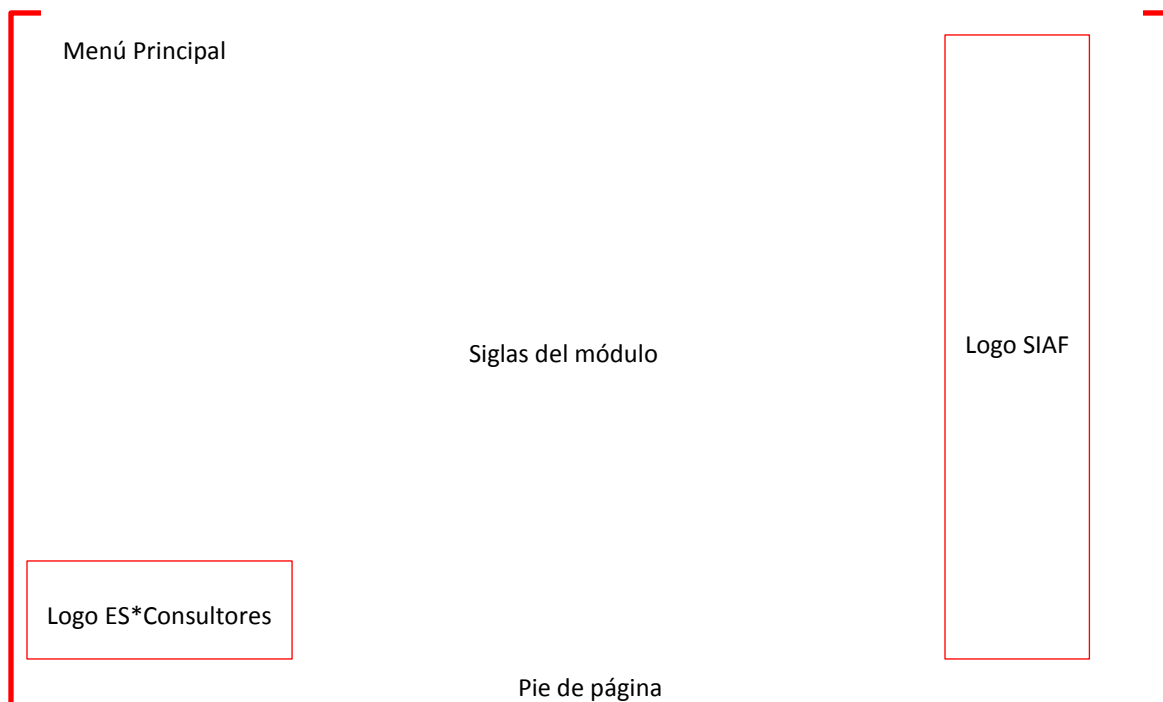 Menú Principal
Siglas del módulo
Logo SIAF
Logo ES*Consultores
Pie de página